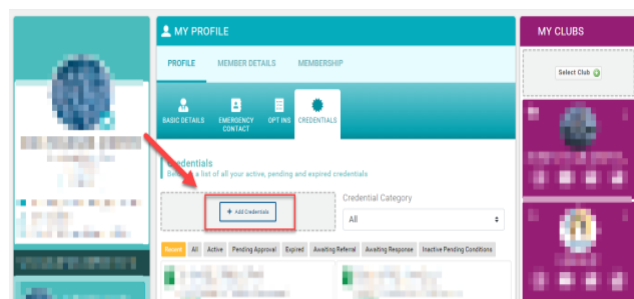 MY PROFILE
MY CLUBS
PROFILE MEMBER DETAILS MEMBERSHIP
Select Club
BASIC DETAILS EMERGENCY CONTACT OPT INS CREDENTIALS
Credentials
a list of all your active, pending and expired credentials
Credential Category
+ Add Credentials
All
Recent All Active Pending Approval Expired Awaiting Referral Awaiting Response Inactive Pending Conditions